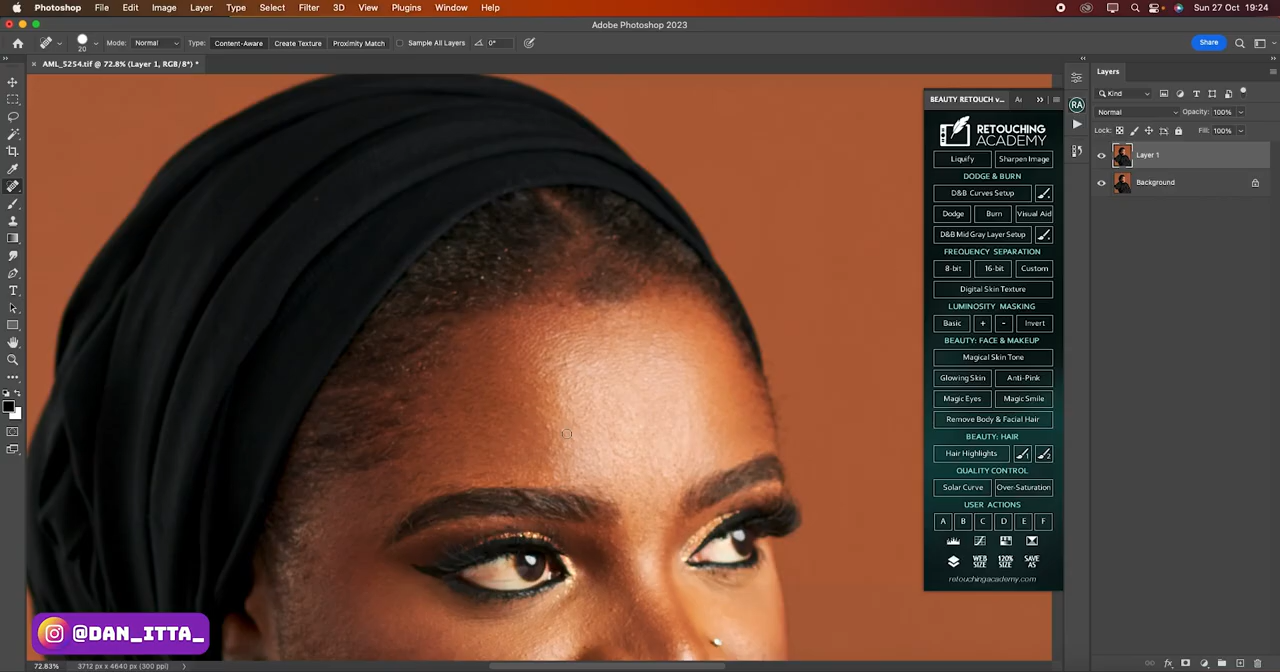 Photoshop File Edit Image Layer Type Select Filter 3D View Plugins Window Help Sun 27 Oct 19:24
Adobe Photoshop 2023
20 Mode: Normal Type: Content-Aware Create Texture Proximity Match Sample All Layers 0° Share
AML_5254.tif @ 72.8% (Layer 1, RGB/8*) *
Layers
Kind
Normal Opacity: 100%
Lock: Fill: 100%
Layer 1
Background
BEAUTY RETOUCH v...
RA
RETOUCHING
ACADEMY
Liquify Sharpen Image
DODGE & BURN
D&B Curves Setup
Dodge Burn Visual Aid
D&B Mid Gray Layer Setup
FREQUENCY SEPARATION
8-bit 16-bit Custom
Digital Skin Texture
LUMINOSITY MASKING
Basic + - Invert
BEAUTY: FACE & MAKEUP
Magical Skin Tone
Glowing Skin Anti-Pink
Magic Eyes Magic Smile
Remove Body & Facial Hair
BEAUTY: HAIR
Hair Highlights 1 2
QUALITY CONTROL
Solar Curve Over-Saturation
USER ACTIONS
A B C D E F
WEB SIZE 120% SIZE SAVE AS
retouchingacademy.com
@DAN_ITTA_
72.83% 3712 px x 4640 px (300 ppi)